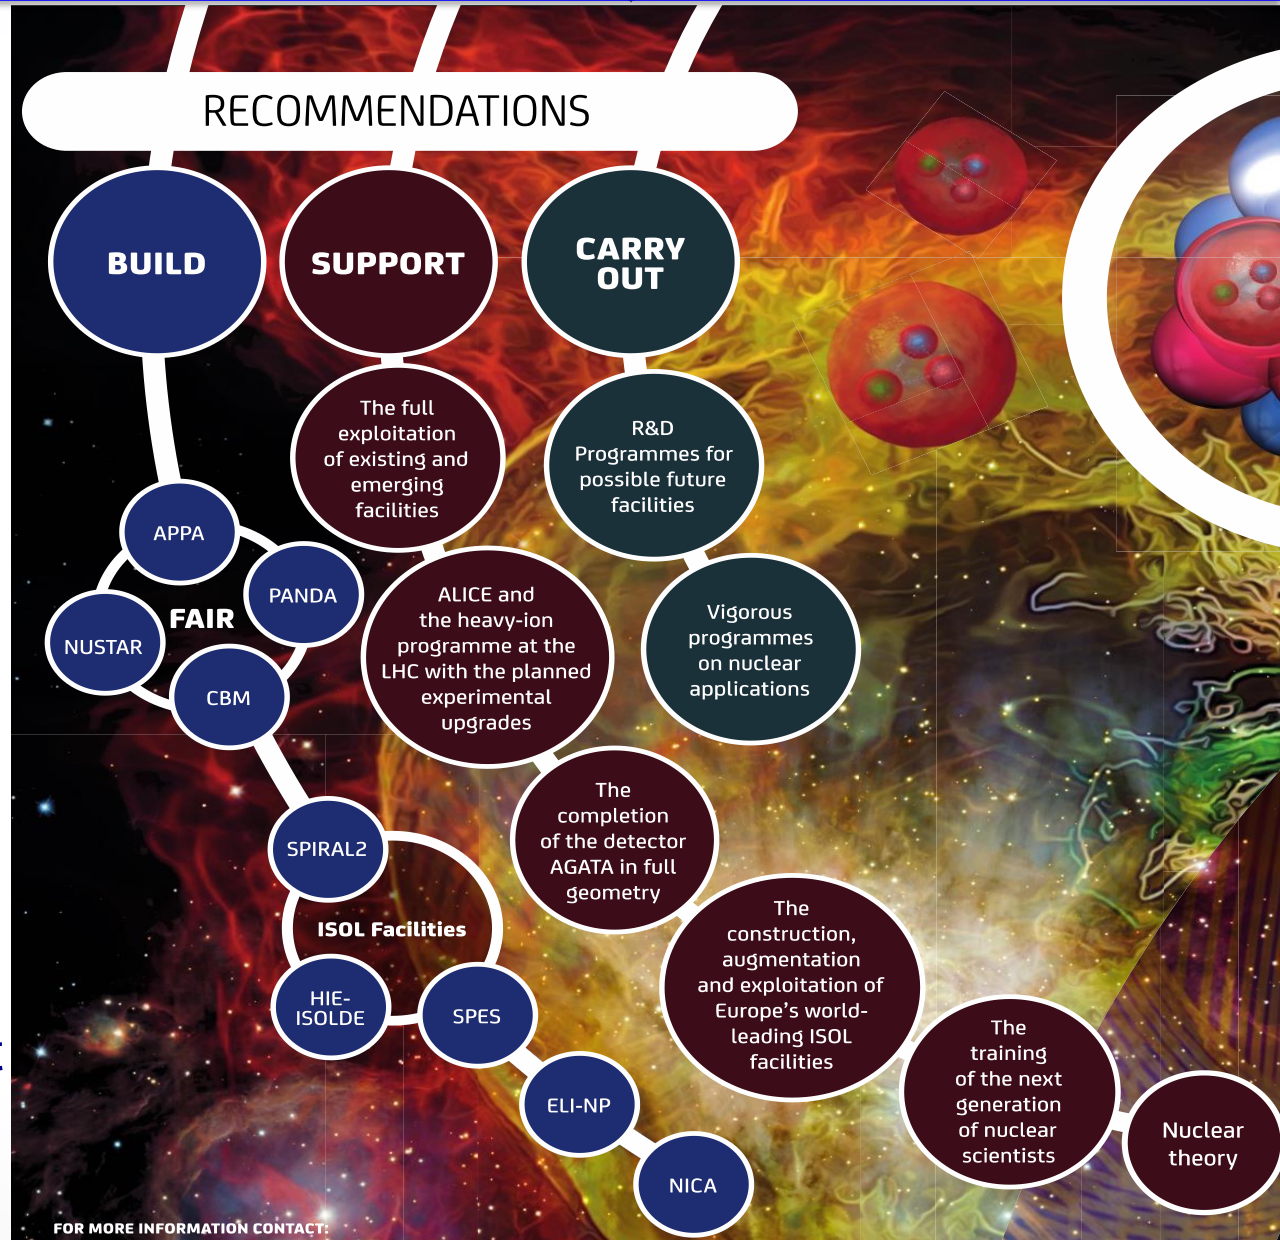 RECOMMENDATIONS
BUILD
SUPPORT
CARRY
OUT
The full
exploitation
of existing and
emerging
facilities
R&D
Programmes for
possible future
facilities
APPA
PANDA
FAIR
NUSTAR
CBM
ALICE and
the heavy-ion
programme at the
LHC with the planned
experimental
upgrades
Vigorous
programmes
on nuclear
applications
The
completion
of the detector
AGATA in full
geometry
SPIRAL2
ISOL Facilities
HIE-
ISOLDE
SPES
The
construction,
augmentation
and exploitation of
Europe’s world-
leading ISOL
facilities
The
training
of the next
generation
of nuclear
scientists
Nuclear
theory
ELI-NP
NICA
FOR MORE INFORMATION CONTACT: